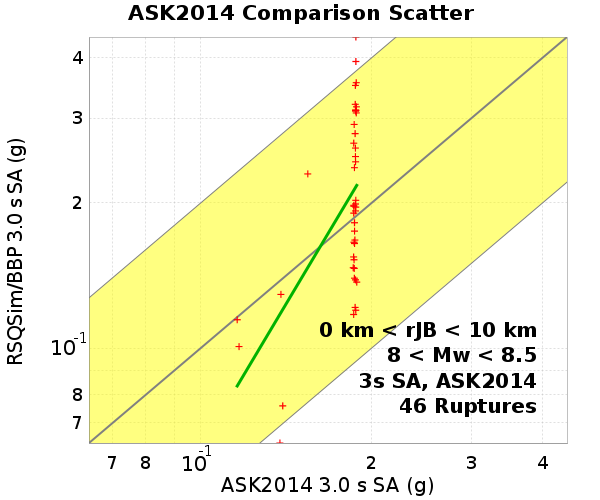 ASK2014 Comparison Scatter
RSQSim/BBP 3.0 s SA (g)
4
3
2
10-1
8
7
0 km < rJB < 10 km
8 < Mw < 8.5
3s SA, ASK2014
46 Ruptures
7 8 10-1 2 3 4
ASK2014 3.0 s SA (g)